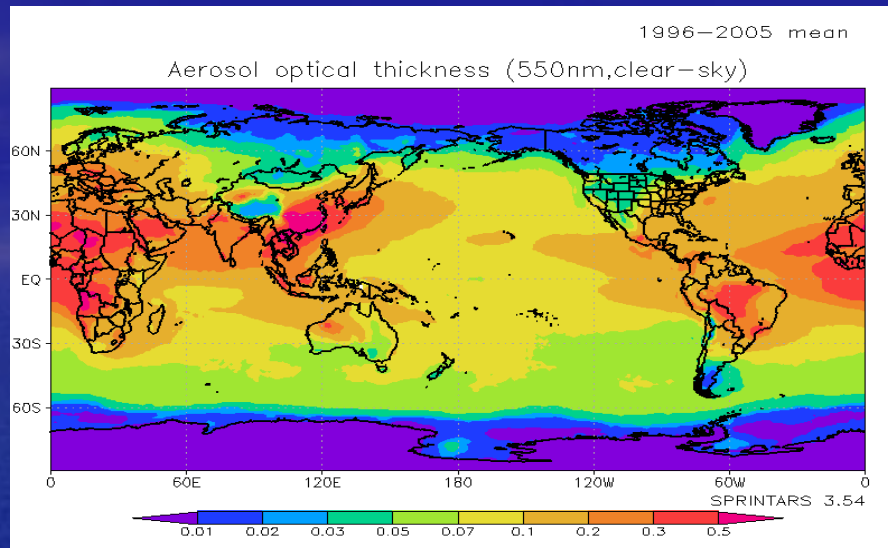 1996–2005 mean
Aerosol optical thickness (550nm,clear–sky)
60N
30N
EQ
30S
60S
0 60E 120E 180 120W 60W 0
SPRINTARS 3.54
0.01 0.02 0.03 0.05 0.07 0.1 0.2 0.3 0.5